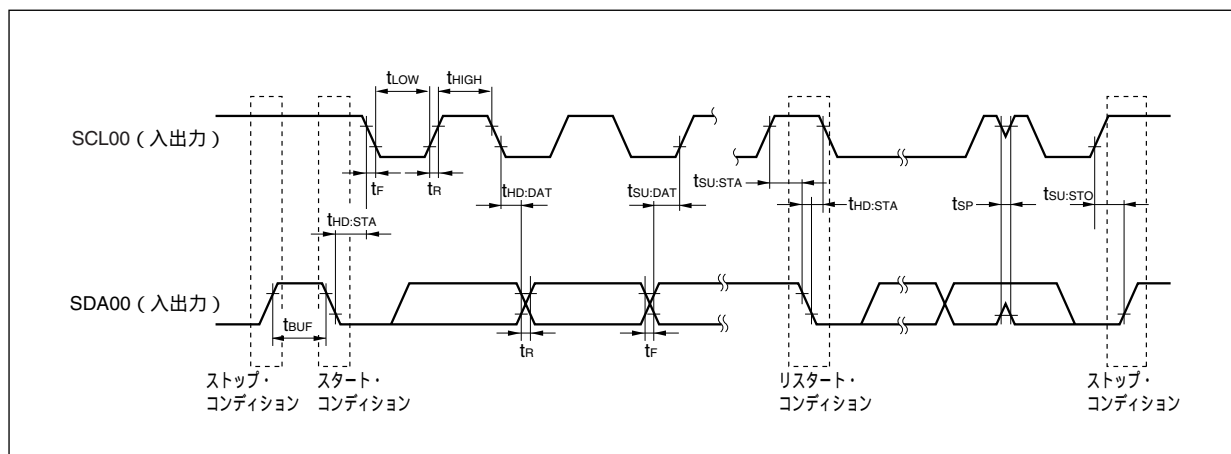 tLOW tHIGH
SCL00（入出力）
tF tR tHD:DAT tSU:DAT tSU:STA tHD:STA tSP tSU:STO
tHD:STA
SDA00（入出力）
tBUF tR tF
ストップ・
コンディション
スタート・
コンディション
リスタート・
コンディション
ストップ・
コンディション